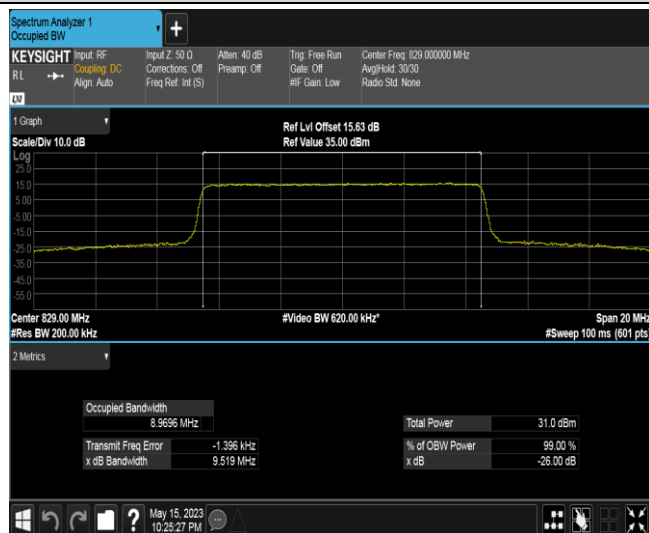 Spectrum Analyzer 1
Occupied BW
+
KEYSIGHT Input: RF Input Z: 50 Ω Atten: 40 dB Trig: Free Run Center Freq: 829.000000 MHz
RL Coupling: DC Corrections: Off Preamp: Off Gate: Off Avg|Hold: 30/30
Align: Auto Freq Ref: Int (S) #IF Gain: Low Radio Std: None
LXI
1 Graph
Ref Lvl Offset 15.63 dB
Scale/Div 10.0 dB Ref Value 35.00 dBm
Log
25.0
15.0
5.00
-5.00
-15.0
-25.0
-35.0
-45.0
-55.0
Center 829.00 MHz #Video BW 620.00 kHz* Span 20 MHz
#Res BW 200.00 kHz #Sweep 100 ms (601 pts)
2 Metrics
Occupied Bandwidth
8.9696 MHz Total Power 31.0 dBm
Transmit Freq Error -1.396 kHz % of OBW Power 99.00 %
x dB Bandwidth 9.519 MHz x dB -26.00 dB
? May 15, 2023
10:25:27 PM